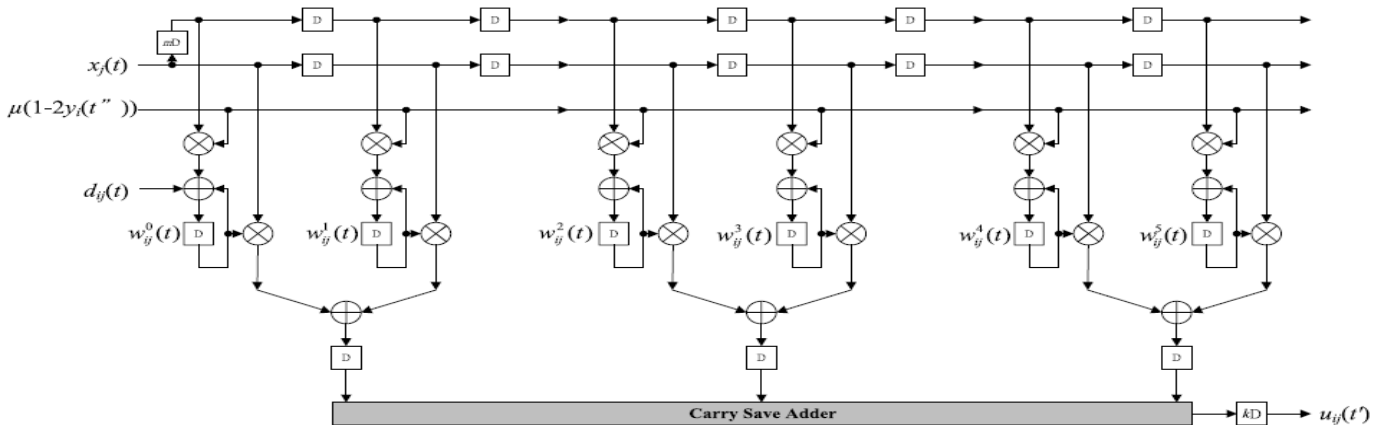 D D D D D
mD
x_j(t) D D D D D
μ(1-2y_i(t″))
d_ij(t)
w_ij^0(t) D w_ij^1(t) D w_ij^2(t) D w_ij^3(t) D w_ij^4(t) D w_ij^5(t) D
D D D
Carry Save Adder kD u_ij(t′)